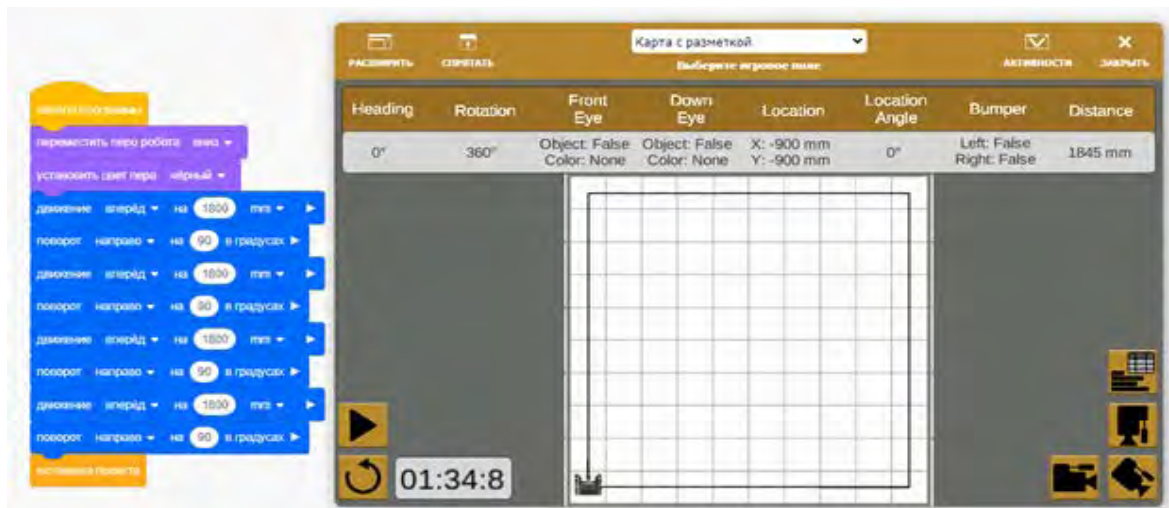 переместить перо робота вниз
установить цвет пера чёрный
движение вперёд на 1800 mm
поворот направо на 90 в градусах
движение вперёд на 1800 mm
поворот направо на 90 в градусах
движение вперёд на 1800 mm
поворот направо на 90 в градусах
движение вперёд на 1800 mm
поворот направо на 90 в градусах
РАСШИРИТЬ
СПРЯТАТЬ
Карта с разметкой
Выберите игровое поле
АКТИВНОСТИ
ЗАКРЫТЬ
Heading Rotation Front Eye Down Eye Location Location Angle Bumper Distance
0° 360° Object: False Color: None Object: False Color: None X: -900 mm Y: -900 mm 0° Left: False Right: False 1845 mm
01:34:8